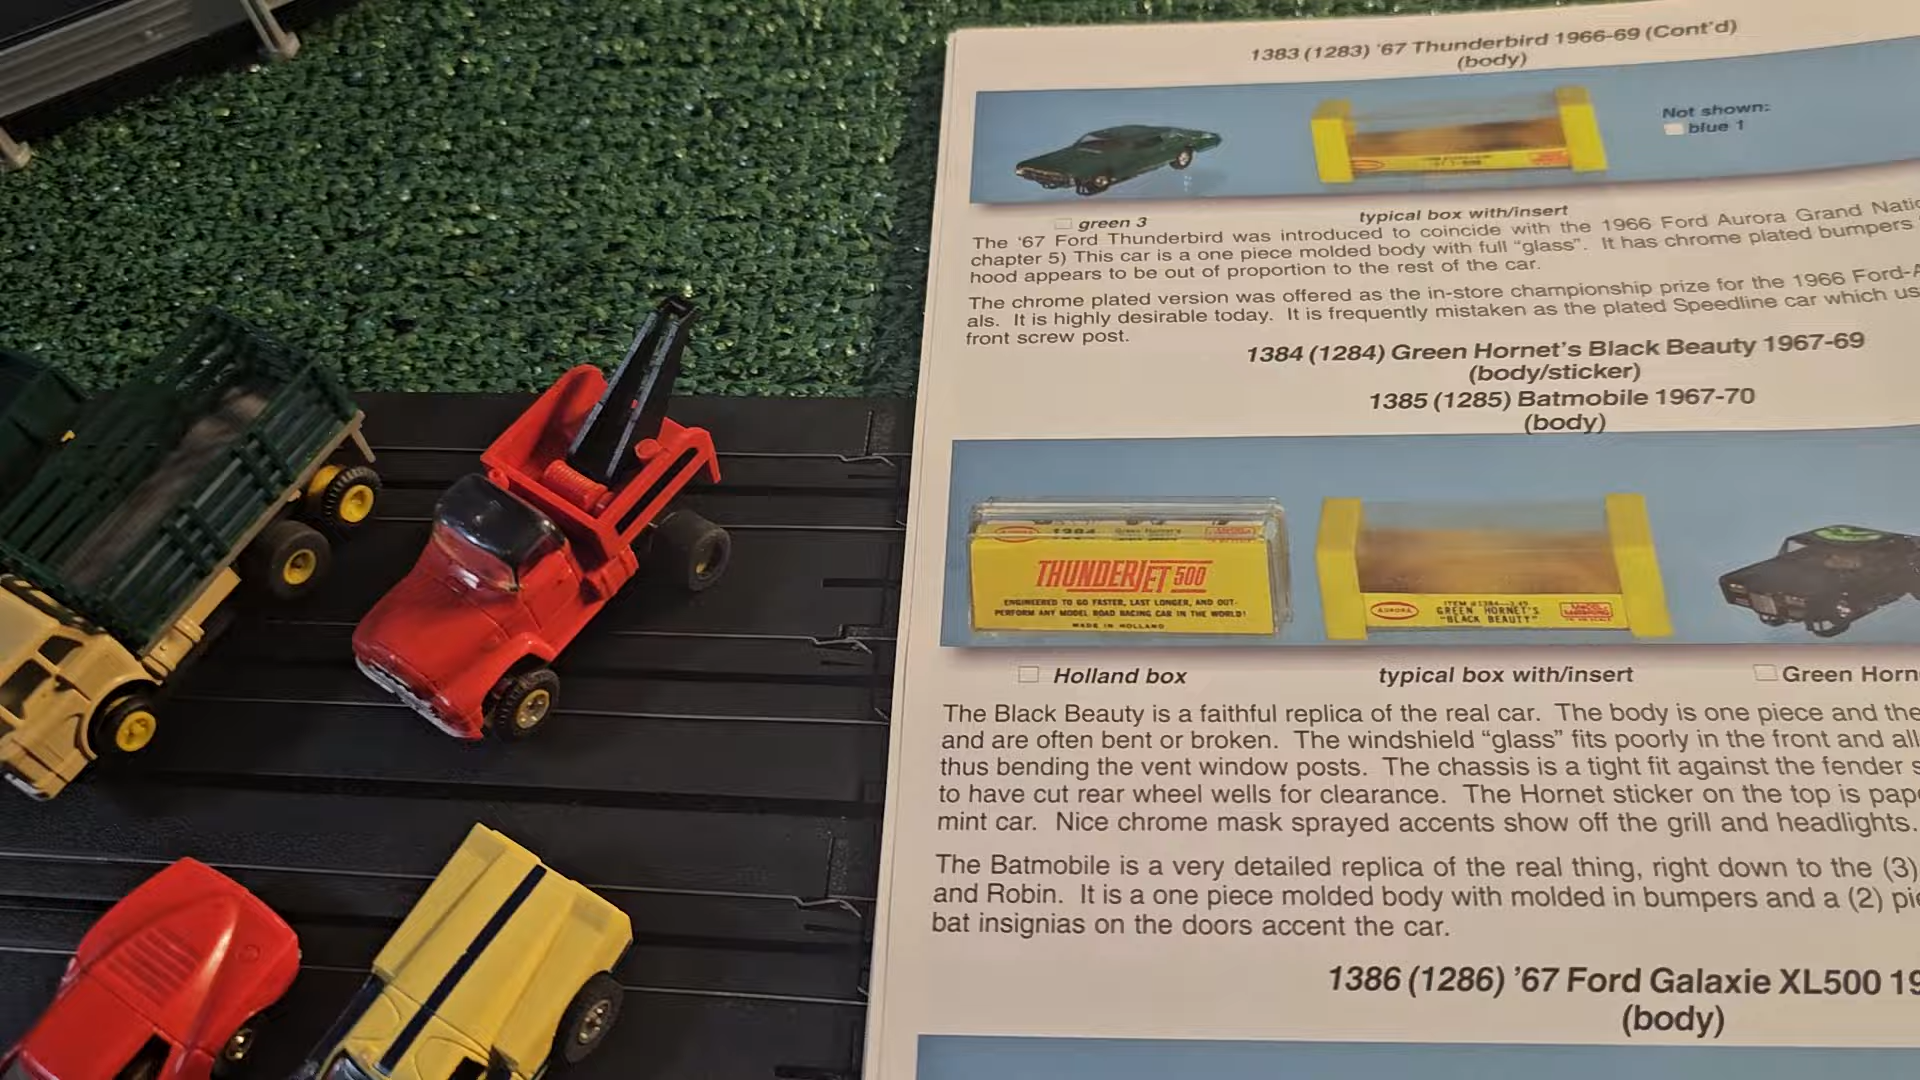 1383 (1283) '67 Thunderbird 1966-69 (Cont'd)
(body)
Not shown:
blue 1
green 3
typical box with/insert
The '67 Ford Thunderbird was introduced to coincide with the 1966 Ford Aurora Grand
chapter 5) This car is a one piece molded body with full “glass”. It has chrome plated bumpers
hood appears to be out of proportion to the rest of the car.
The chrome plated version was offered as the in-store championship prize for the 1966
als. It is highly desirable today. It is frequently mistaken as the plated Speedline car which
front screw post.
1384 (1284) Green Hornet's Black Beauty 1967-69
(body/sticker)
1385 (1285) Batmobile 1967-70
(body)
1384 Green Hornet's
THUNDERJET 500
ENGINEERED TO GO FASTER, LAST LONGER, AND OUT-
PERFORM ANY MODEL ROAD RACING CAR IN THE WORLD!
MADE IN HOLLAND
AURORA
GREEN HORNET'S
"BLACK BEAUTY"
Holland box
typical box with/insert
Green
The Black Beauty is a faithful replica of the real car. The body is one piece and the
and are often bent or broken. The windshield “glass” fits poorly in the front and
thus bending the vent window posts. The chassis is a tight fit against the fender
to have cut rear wheel wells for clearance. The Hornet sticker on the top is
mint car. Nice chrome mask sprayed accents show off the grill and headlights.
The Batmobile is a very detailed replica of the real thing, right down to the (3)
and Robin. It is a one piece molded body with molded in bumpers and a (2)
bat insignias on the doors accent the car.
1386 (1286) '67 Ford Galaxie XL500
(body)